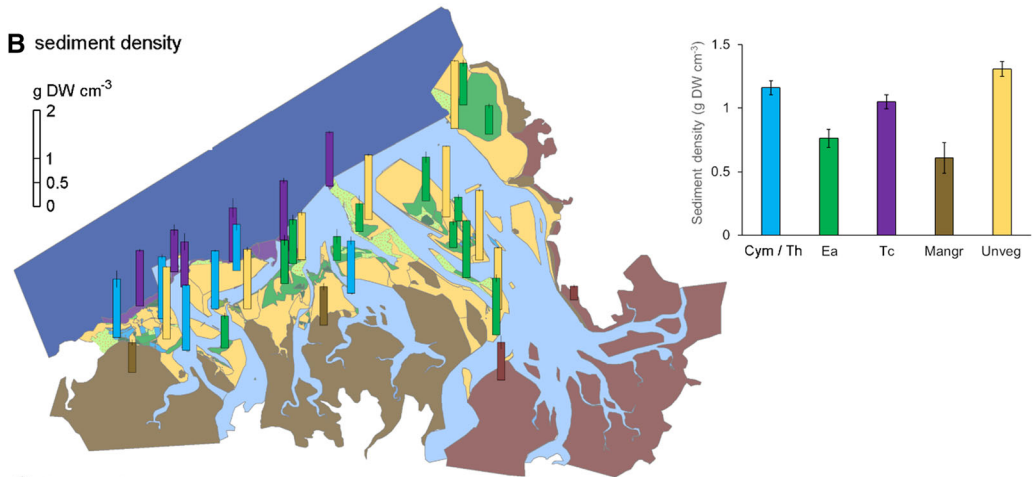 B sediment density
g DW cm-3
2
1
0.5
0
Sediment density (g DW cm-3)
1.5
1
0.5
0
Cym / Th Ea Tc Mangr Unveg